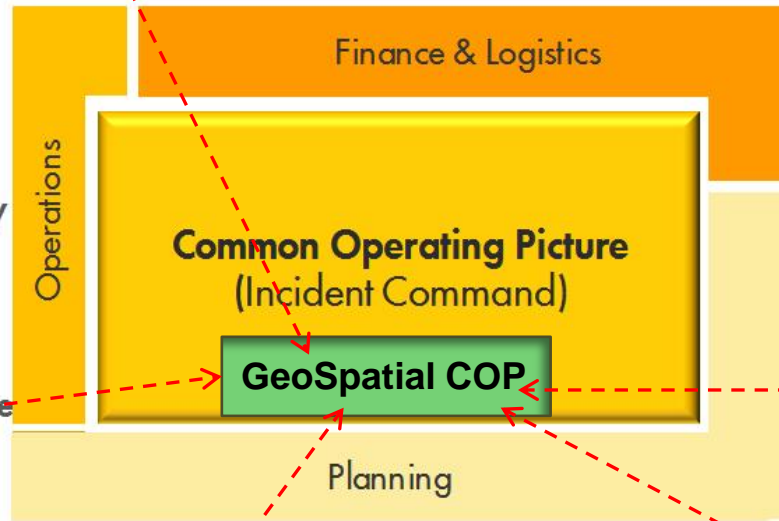 Finance & Logistics
Operations
Common Operating Picture
(Incident Command)
GeoSpatial COP
Planning